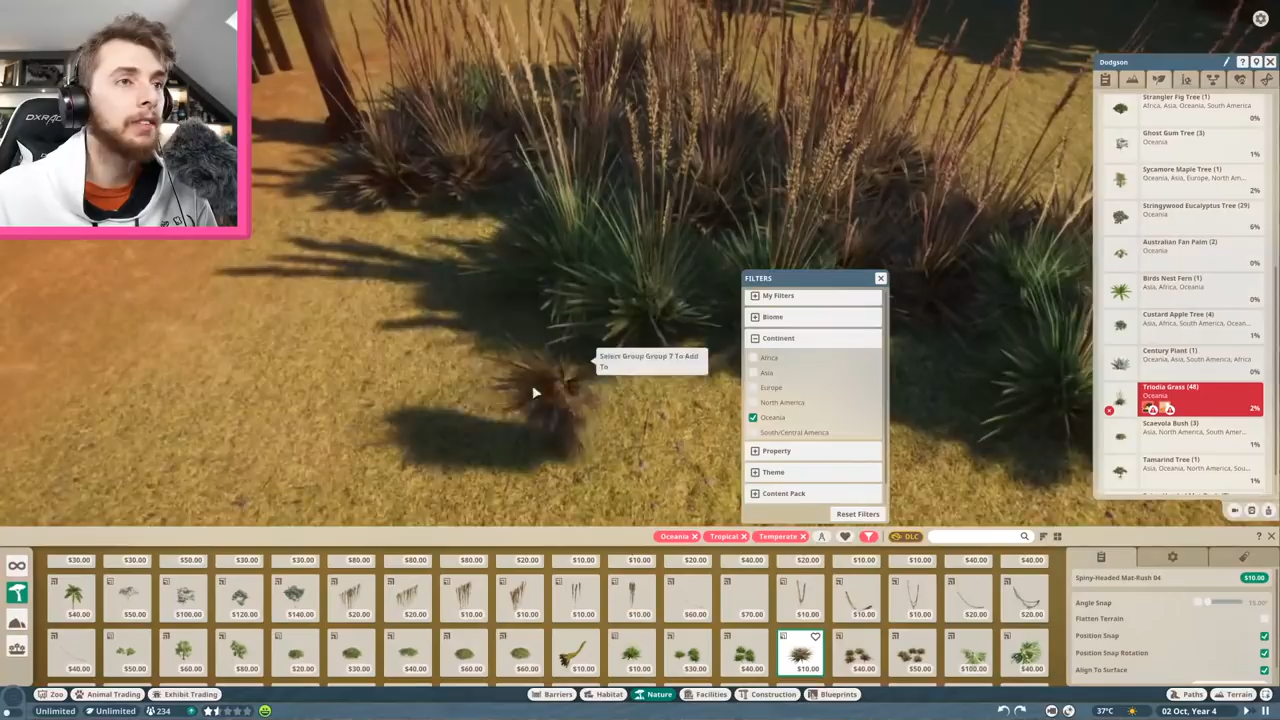 DXRAC
Dodgson
Strangler Fig Tree (1)
Africa, Asia, Oceania, South America
0%
Ghost Gum Tree (3)
Oceania
1%
Sycamore Maple Tree (1)
Oceania, Asia, Europe, North Am...
2%
Stringywood Eucalyptus Tree (29)
Oceania
6%
Australian Fan Palm (2)
Oceania
0%
Birds Nest Fern (1)
Asia, Africa, Oceania
0%
Custard Apple Tree (4)
Asia, Africa, South America, Ocean...
1%
Century Plant (1)
Oceania, Asia, South America, Africa
0%
Triodia Grass (48)
Oceania
2%
Scaevola Bush (3)
Asia, North America, South Amer...
1%
Tamarind Tree (1)
Asia, Oceania, North America, Sou...
1%
FILTERS
My Filters
Biome
Continent
Africa
Asia
Europe
North America
Oceania
South/Central America
Property
Theme
Content Pack
Reset Filters
Select Group Group 7 To Add
To
Oceania Tropical Temperate DLC
$30.00 $30.00 $50.00 $30.00 $80.00 $80.00 $80.00 $20.00 $10.00 $10.00 $60.00 $40.00 $20.00 $20.00 $10.00 $40.00 $40.00
$40.00 $50.00 $100.00 $120.00 $140.00 $200.00 $200.00 $200.00 $10.00 $10.00 $60.00 $70.00 $10.00 $20.00 $20.00 $20.00 $20.00
$40.00 $50.00 $60.00 $80.00 $20.00 $30.00 $40.00 $60.00 $60.00 $10.00 $10.00 $30.00 $40.00 $10.00 $40.00 $50.00 $100.00 $40.00
Spiny-Headed Mat-Rush 04 $10.00
Angle Snap 15.00°
Flatten Terrain
Position Snap
Position Snap Rotation
Align To Surface
Zoo Animal Trading Exhibit Trading Barriers Habitat Nature Facilities Construction Blueprints Paths Terrain
Unlimited Unlimited 234 37°C 02 Oct, Year 4